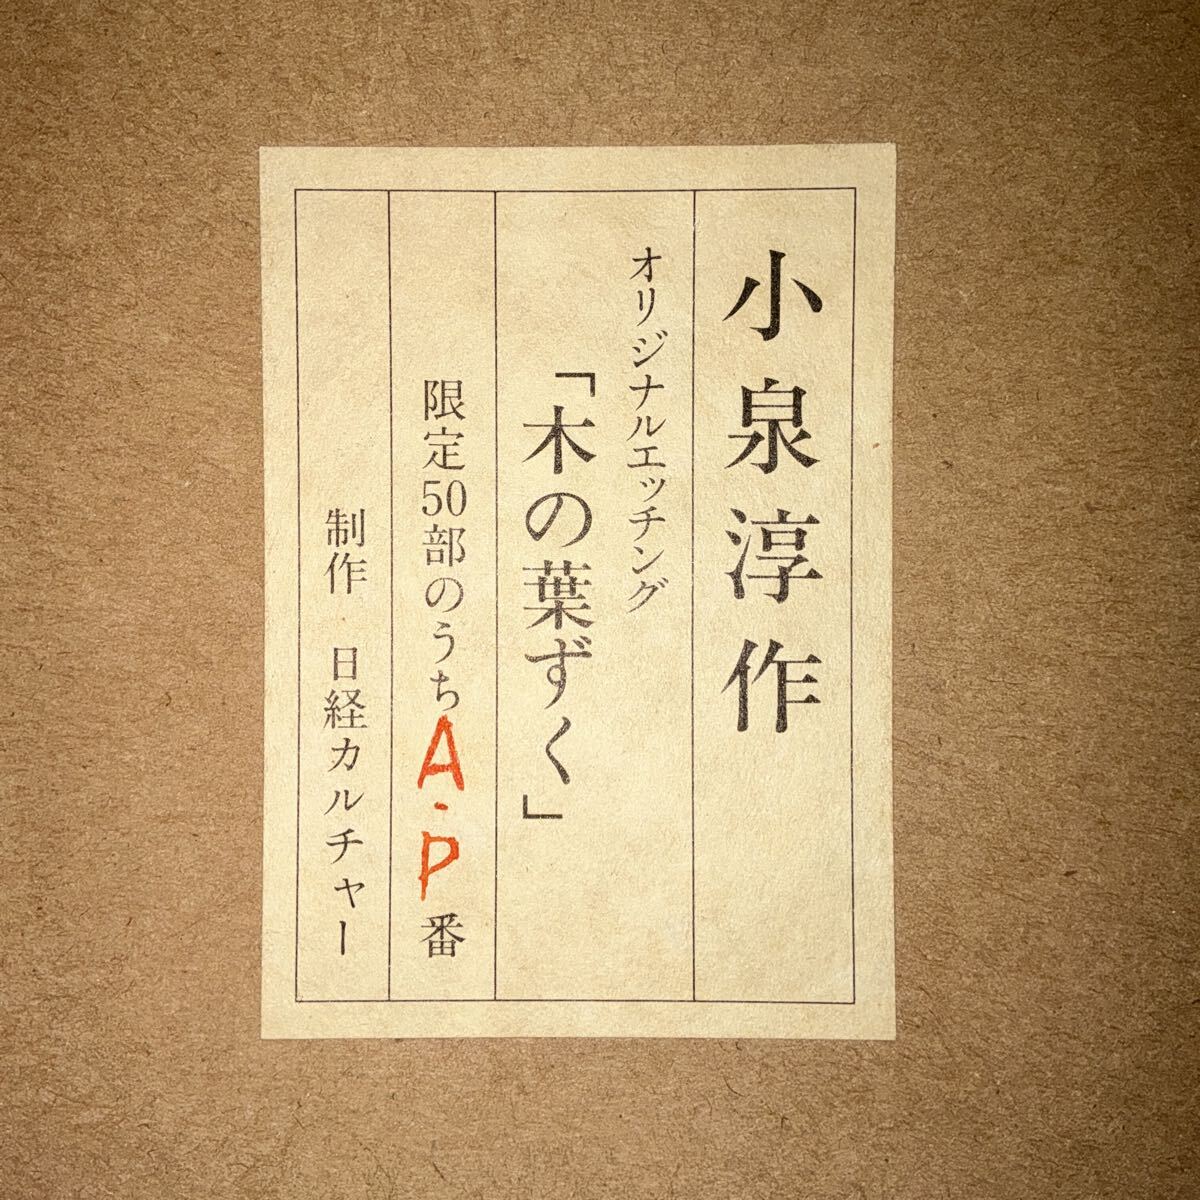 小泉淳作
オリジナルエッチング
「木の葉ずく」
限定50部のうちA・P番
制作 日経カルチャー